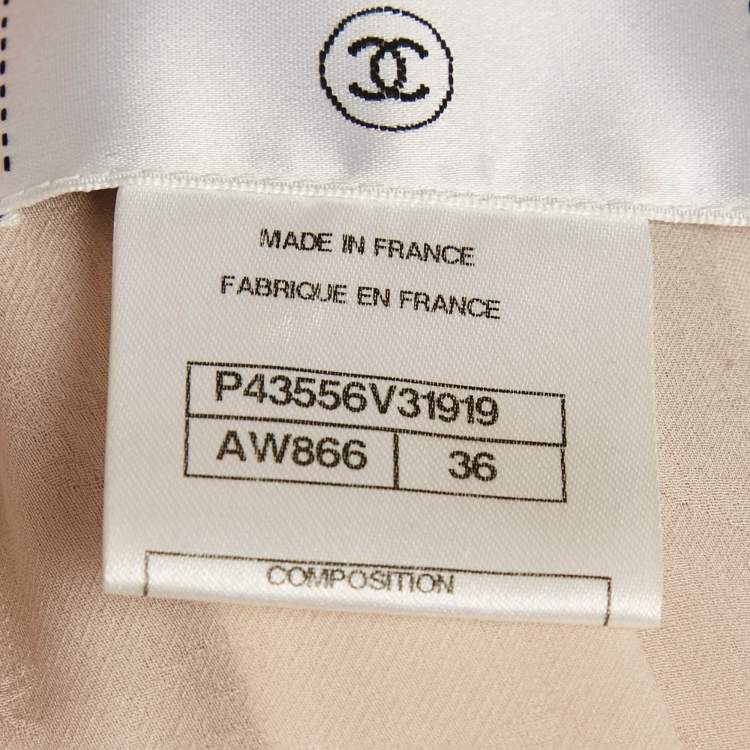 MADE IN FRANCE
FABRIQUE EN FRANCE
P43556V31919
AW866 36
COMPOSITION